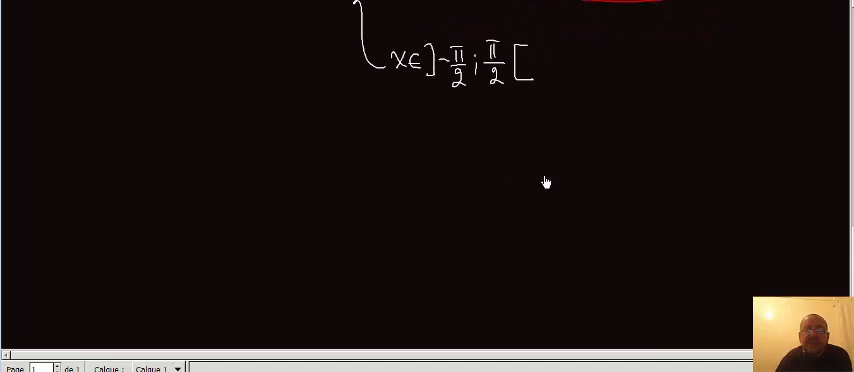 x∈]-π/2;π/2[
Page 1 de 1 Calque : Calque 1